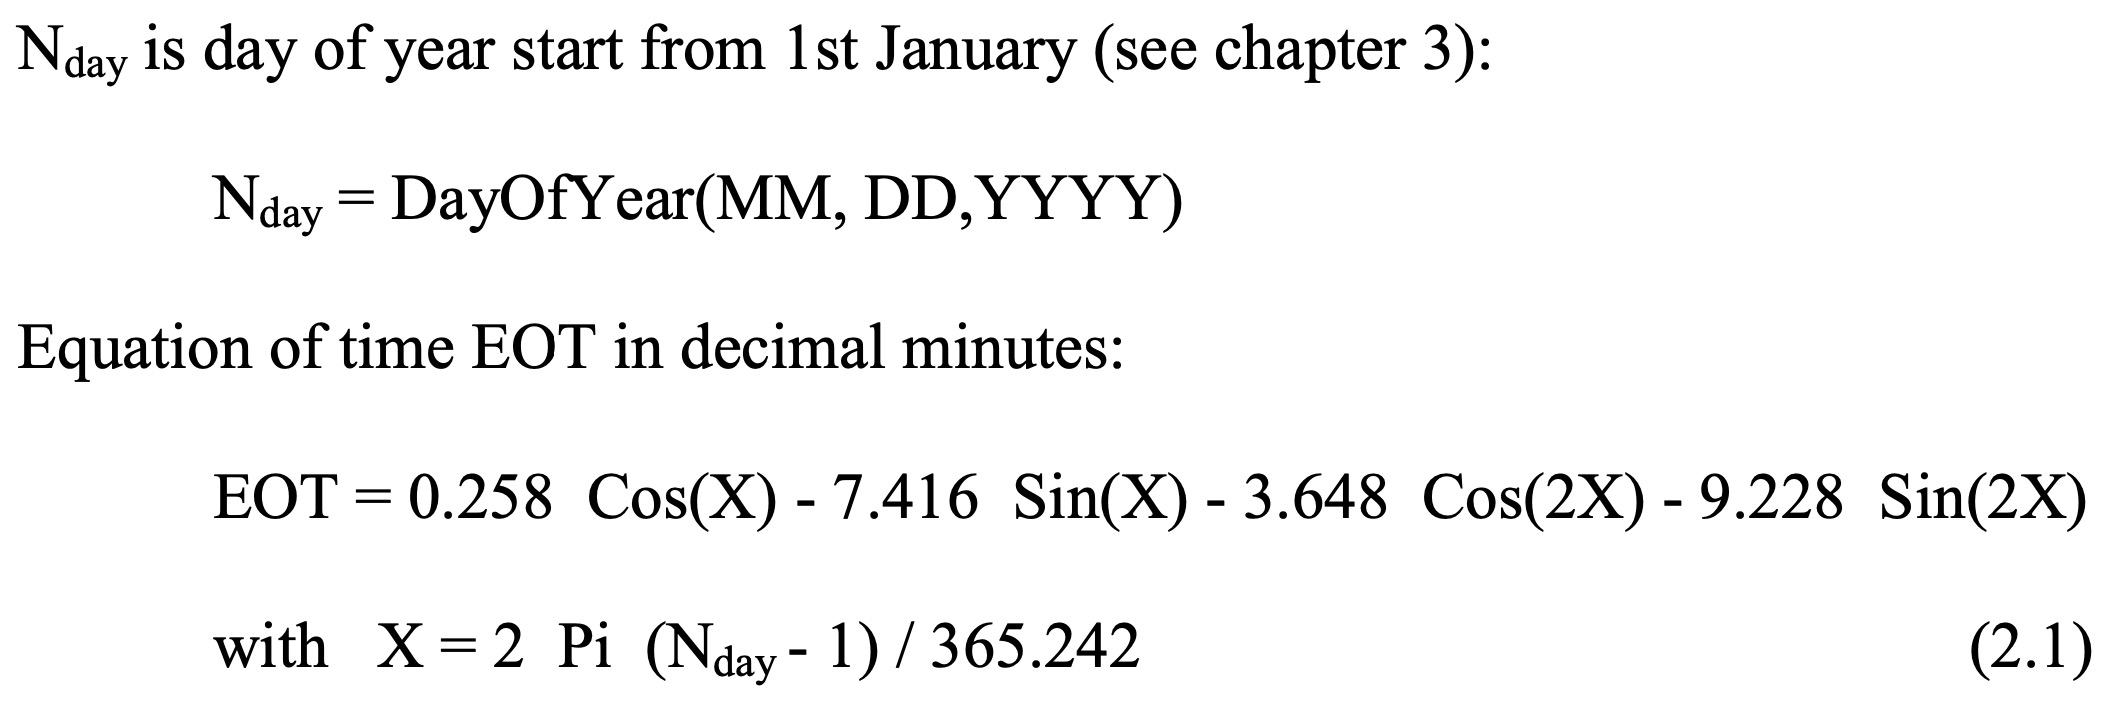 Nday is day of year start from 1st January (see chapter 3):
Nday = DayOfYear(MM, DD,YYYY)
Equation of time EOT in decimal minutes:
EOT = 0.258 Cos(X) - 7.416 Sin(X) - 3.648 Cos(2X) - 9.228 Sin(2X)
with X = 2 Pi (Nday - 1) / 365.242 (2.1)